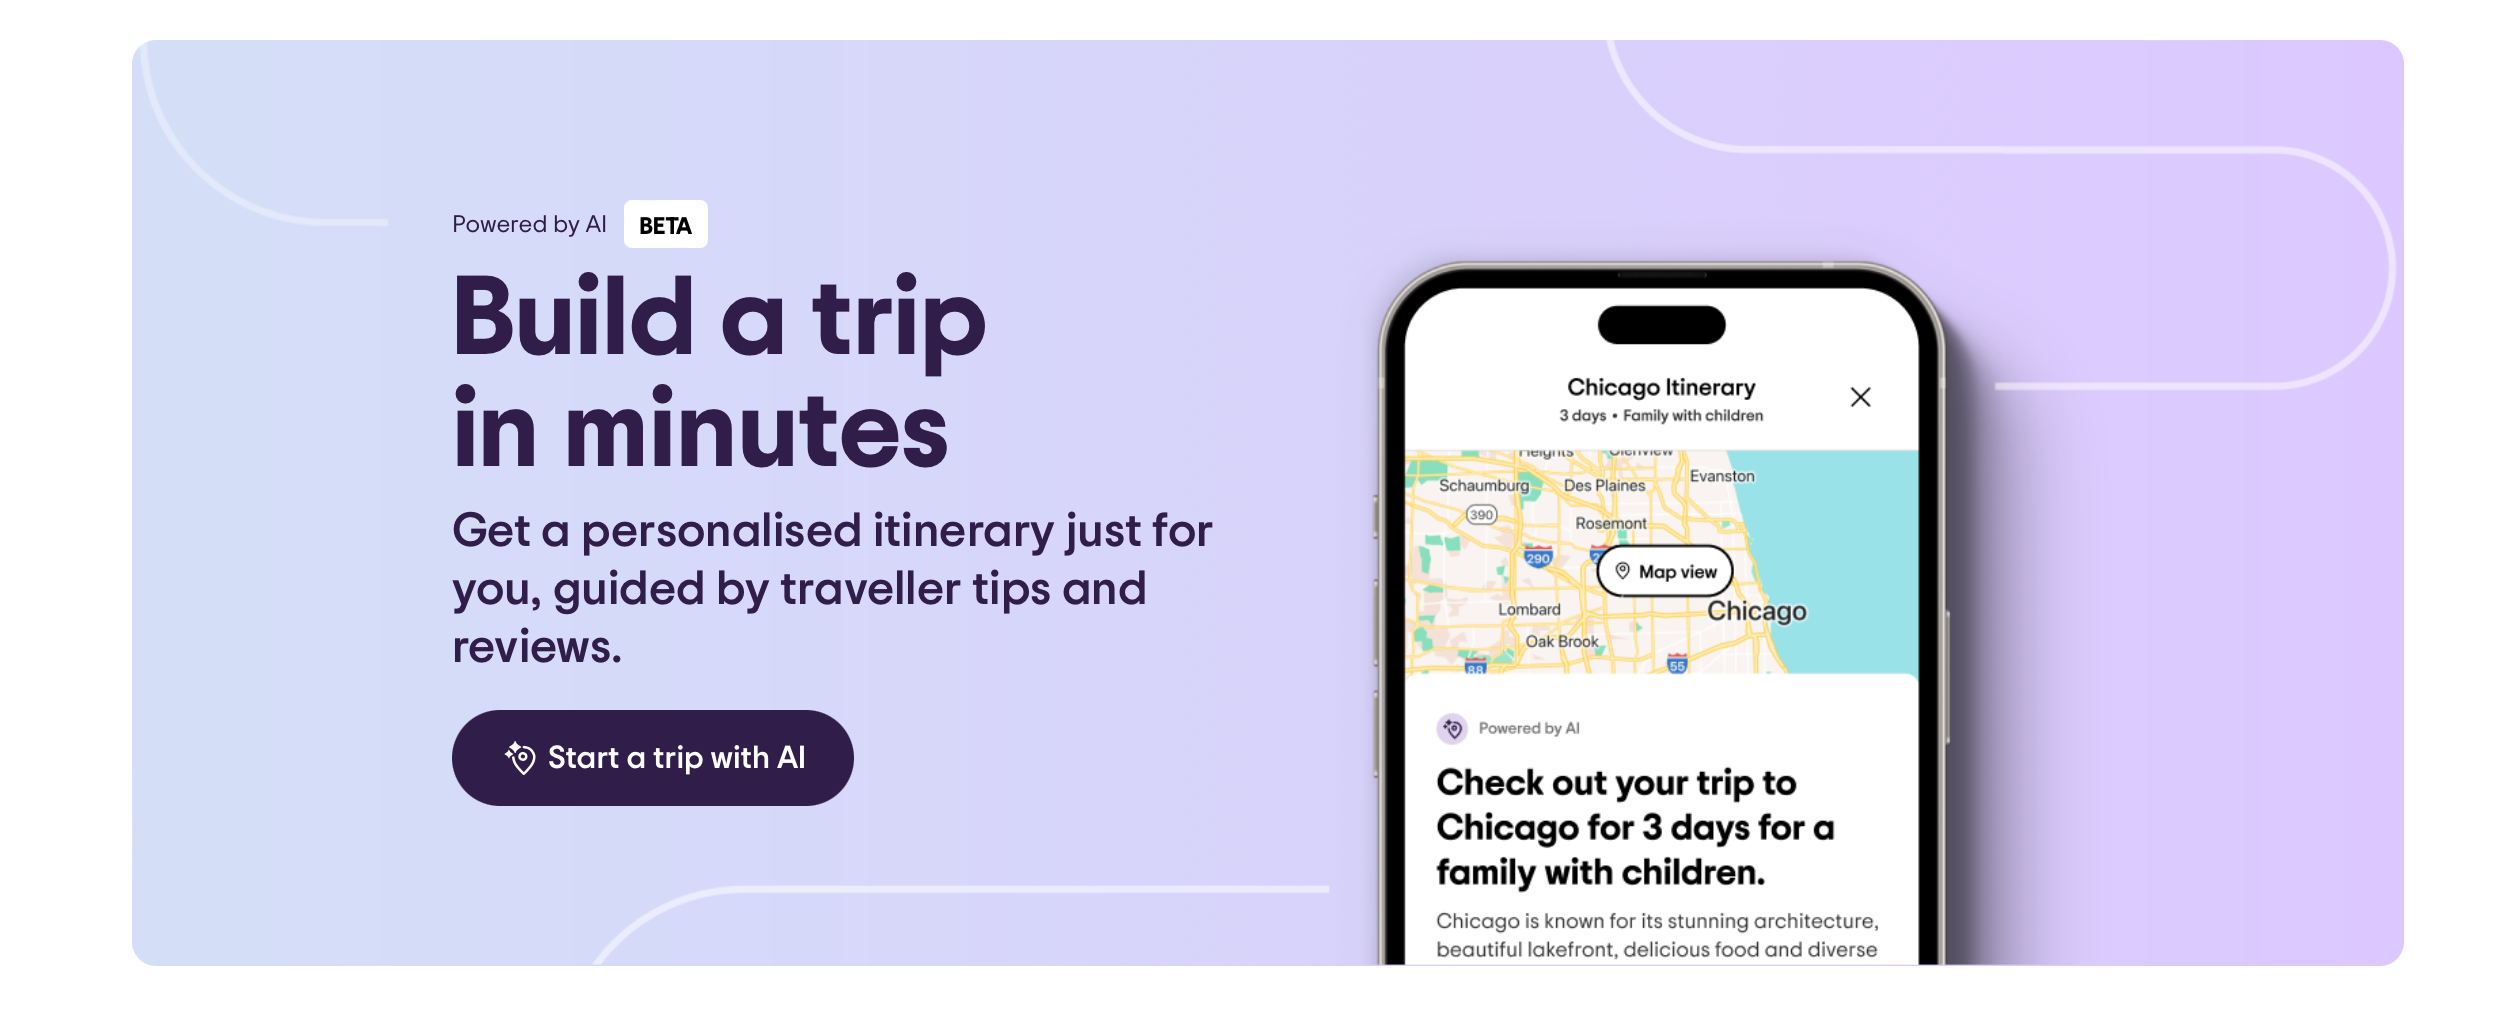 Powered by AI BETA
Build a trip
in minutes
Get a personalised itinerary just for
you, guided by traveller tips and
reviews.
Start a trip with AI
Chicago Itinerary
3 days • Family with children
Heights Glenview
Evanston
Schaumburg Des Plaines
390
Rosemont
290
Map view
Lombard Chicago
Oak Brook
88 55
Powered by AI
Check out your trip to
Chicago for 3 days for a
family with children.
Chicago is known for its stunning architecture,
beautiful lakefront, delicious food and diverse